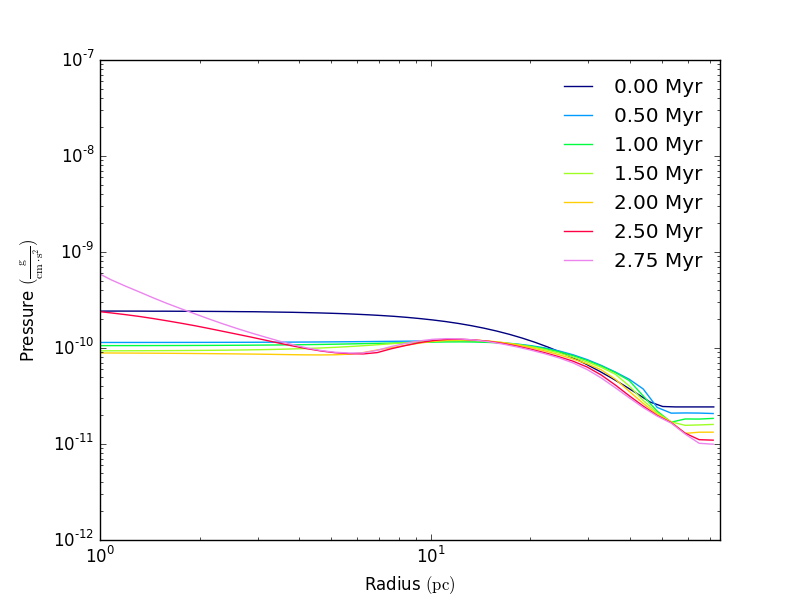 10^-7
10^-8
10^-9
10^-10
10^-11
10^-12
Pressure (g/cm·s^2)
10^0
10^1
Radius (pc)
0.00 Myr
0.50 Myr
1.00 Myr
1.50 Myr
2.00 Myr
2.50 Myr
2.75 Myr